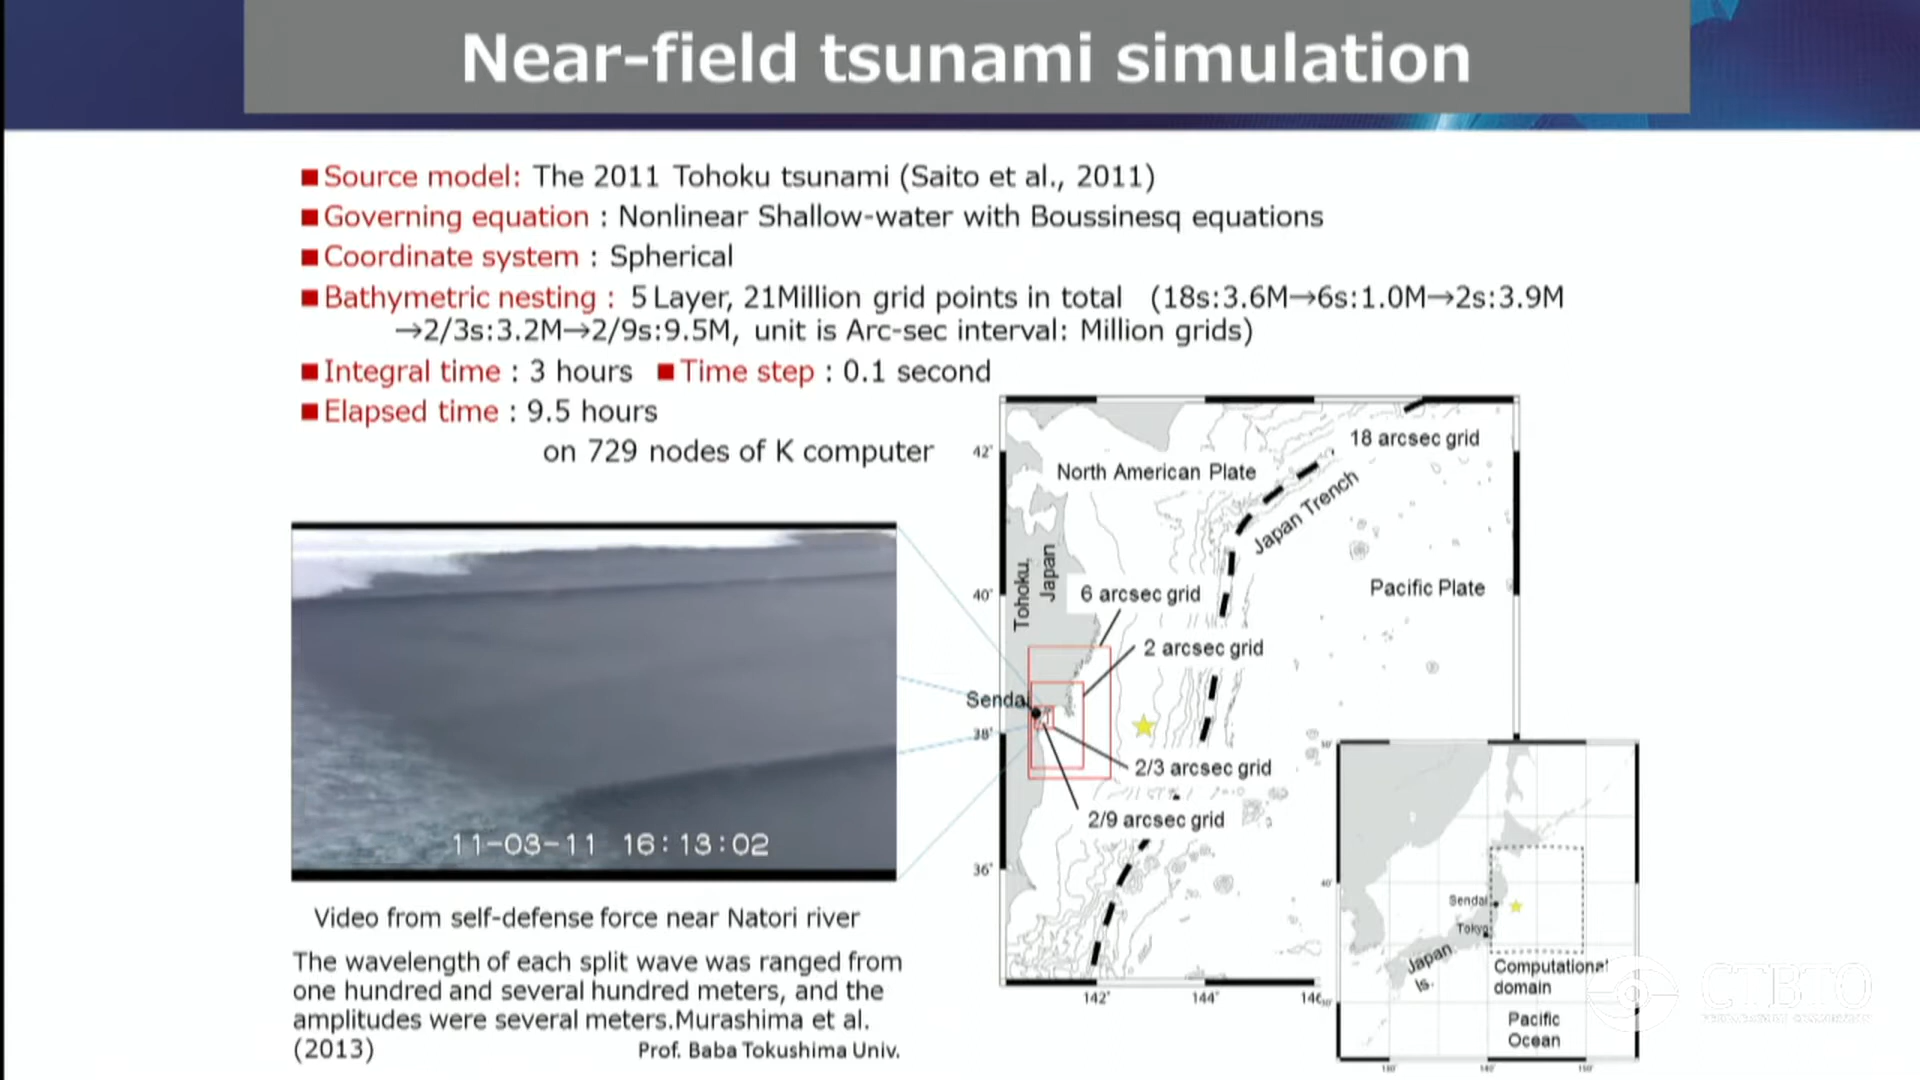 Near-field tsunami simulation
■Source model: The 2011 Tohoku tsunami (Saito et al., 2011)
■Governing equation : Nonlinear Shallow-water with Boussinesq equations
■Coordinate system : Spherical
■Bathymetric nesting : 5 Layer, 21Million grid points in total (18s:3.6M→6s:1.0M→2s:3.9M
→2/3s:3.2M→2/9s:9.5M, unit is Arc-sec interval: Million grids)
■Integral time : 3 hours ■Time step : 0.1 second
■Elapsed time : 9.5 hours
on 729 nodes of K computer
11-03-11 16:13:02
Video from self-defense force near Natori river
The wavelength of each split wave was ranged from
one hundred and several hundred meters, and the
amplitudes were several meters.Murashima et al.
(2013)
Prof. Baba Tokushima Univ.
18 arcsec grid
42°
North American Plate
Japan Trench
Tohoku,
Japan
40°
6 arcsec grid
Pacific Plate
2 arcsec grid
Sendai
38°
2/3 arcsec grid
2/9 arcsec grid
36°
142°
144°
146
Sendai
Tokyo
Japan
Is.
Computational
domain
Pacific
Ocean
40°
140°
CTBTO